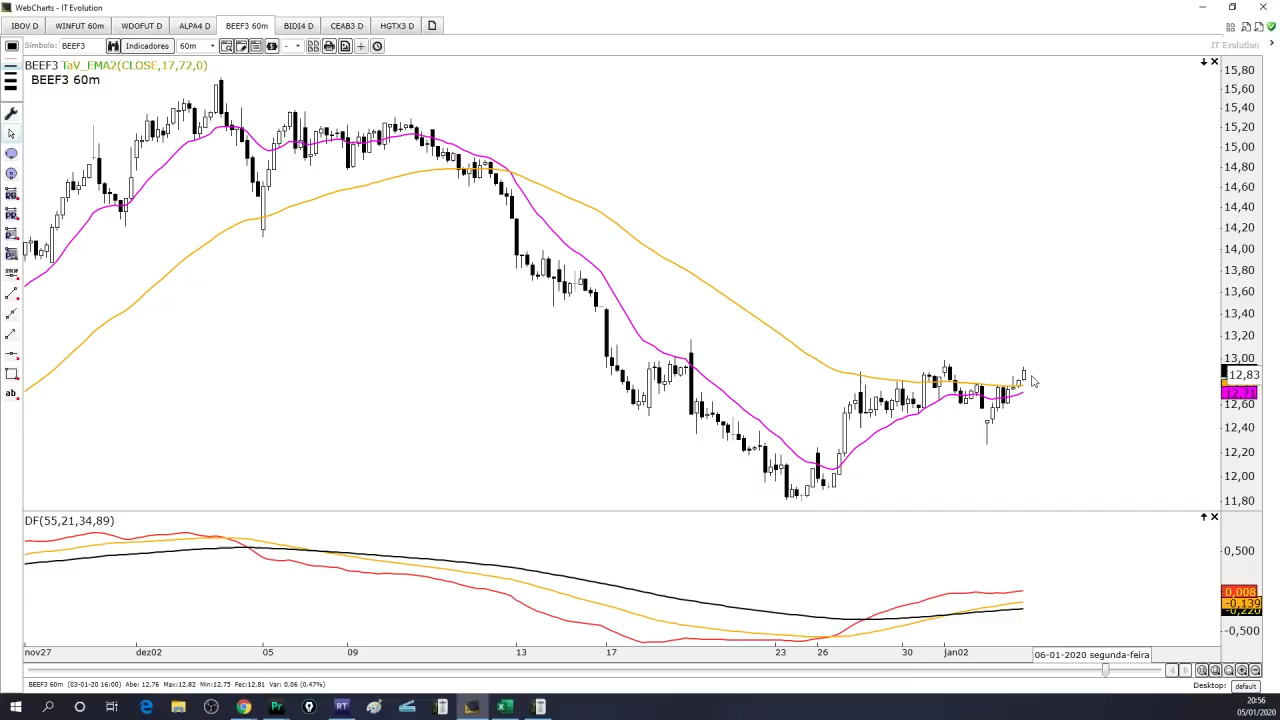 WebCharts - IT Evolution
IBOV D WINFUT 60m WDOFUT D ALPA4 D BEEF3 60m BIDI4 D CEAB3 D HGTX3 D
Símbolo: BEEF3 Indicadores 60m
IT Evolution
BEEF3 TaV_EMA2(CLOSE,17,72,0)
BEEF3 60m
15,80
15,60
15,40
15,20
15,00
14,80
14,60
14,40
14,20
14,00
13,80
13,60
13,40
13,20
13,00
12,83
12,71
12,60
12,40
12,20
12,00
11,80
DF(55,21,34,89)
0,500
0,008
-0,139
-0,220
-0,500
nov27 dez02 05 09 13 17 23 26 30 jan02 06-01-2020 segunda-feira
BEEF3 60m (03-01-20 16:00) Abe: 12,76 Max:12,82 Min:12,75 Fec:12,81 Var: 0.06 (0.47%)
Desktop: default
20:56
05/01/2020